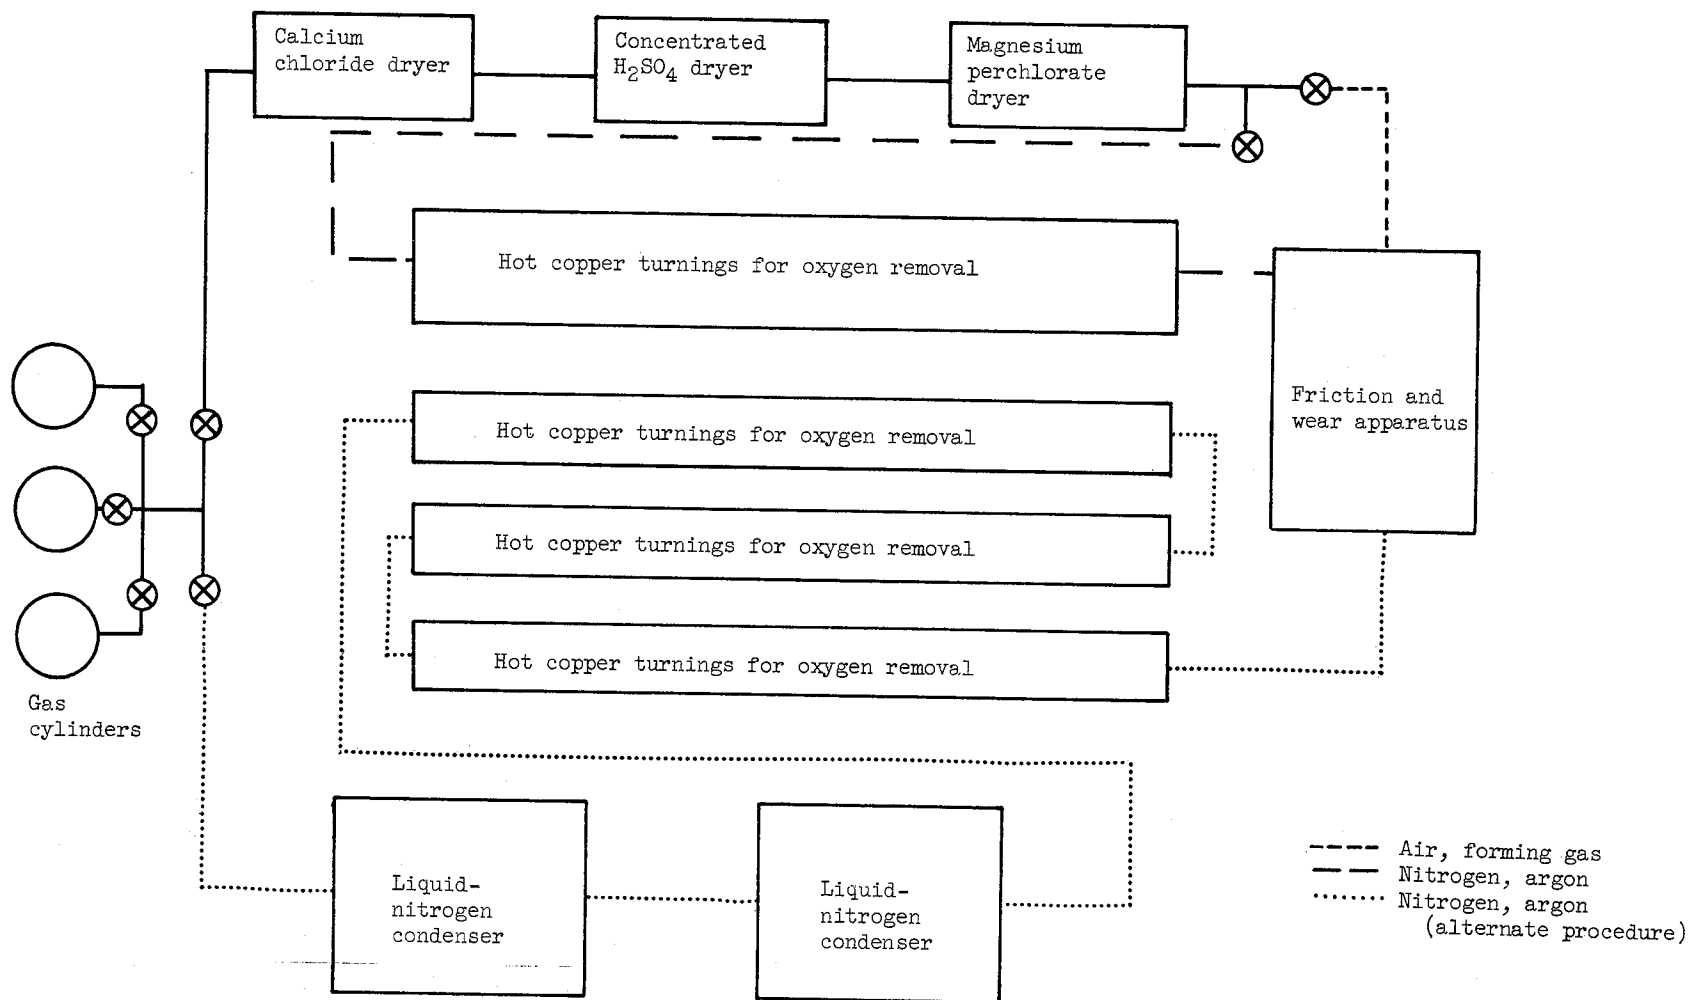 Calcium
chloride dryer
Concentrated
H₂SO₄ dryer
Magnesium
perchlorate
dryer
Hot copper turnings for oxygen removal
Friction and
wear apparatus
Hot copper turnings for oxygen removal
Hot copper turnings for oxygen removal
Hot copper turnings for oxygen removal
Gas
cylinders
Liquid-
nitrogen
condenser
Liquid-
nitrogen
condenser
Air, forming gas
Nitrogen, argon
Nitrogen, argon
(alternate procedure)